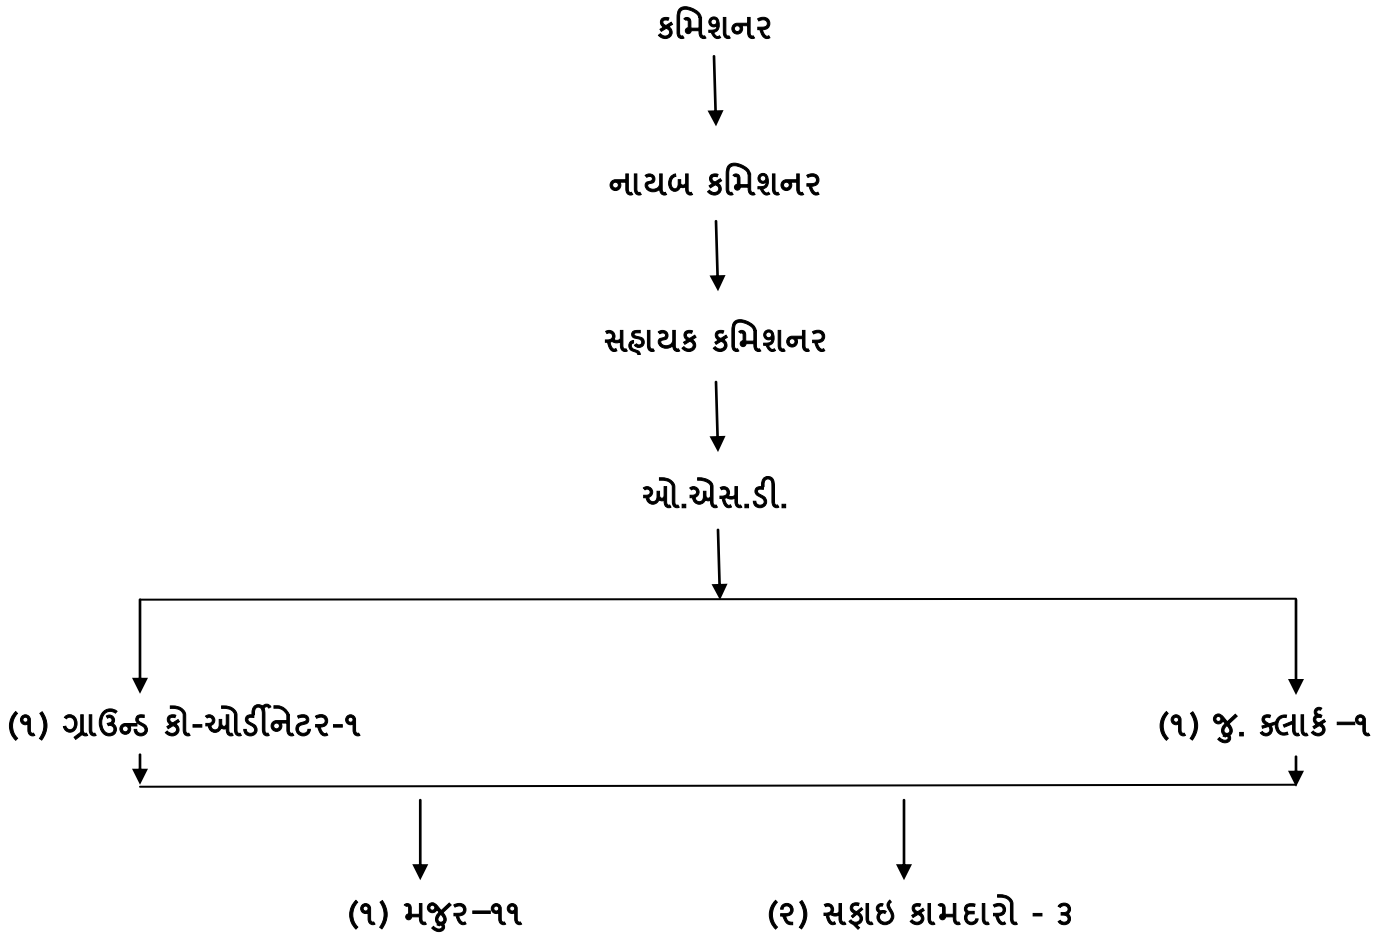 કમિશનર
નાયબ કમિશનર
સહાયક કમિશનર
ઓ.એસ.ડી.
(૧) ગ્રાઉન્ડ કો-ઓર્ડીનેટર-૧
(૧) જુ. ક્લાર્ક –૧
(૧) મજુર–૧૧
(૨) સફાઇ કામદારો - ૩